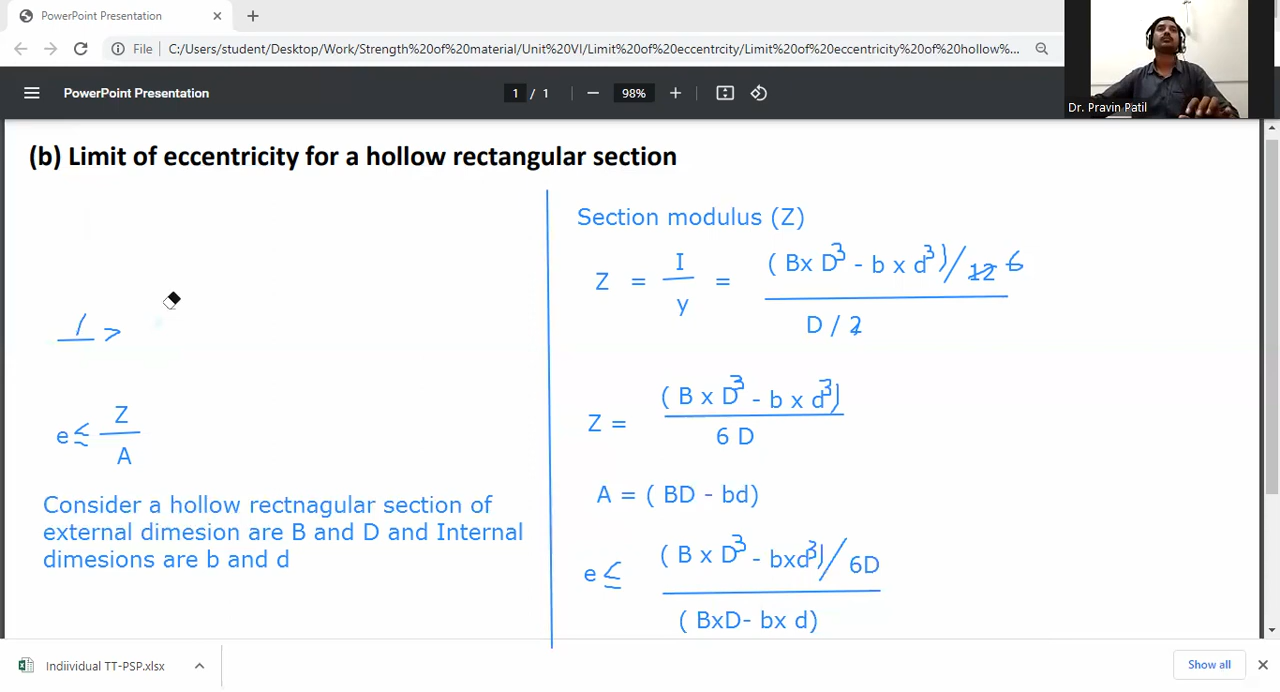 PowerPoint Presentation
File C:/Users/student/Desktop/Work/Strength%20of%20material/Unit%20VI/Limit%20of%20eccentrcity/Limit%20of%20eccentricity%20of%20hollow%...
PowerPoint Presentation 1 / 1 98%
Dr. Pravin Patil
(b) Limit of eccentricity for a hollow rectangular section
1 >
e ≤ Z / A
Consider a hollow rectnagular section of
external dimesion are B and D and Internal
dimesions are b and d
Section modulus (Z)
Z = I / y = ( Bx D³ - b x d³)/12 6
D / 2
Z = ( B x D³ - b x d³)
6 D
A = ( BD - bd)
e ≤ ( B x D³ - bxd³)/ 6D
( BxD- bx d)
Indiividual TT-PSP.xlsx
Show all